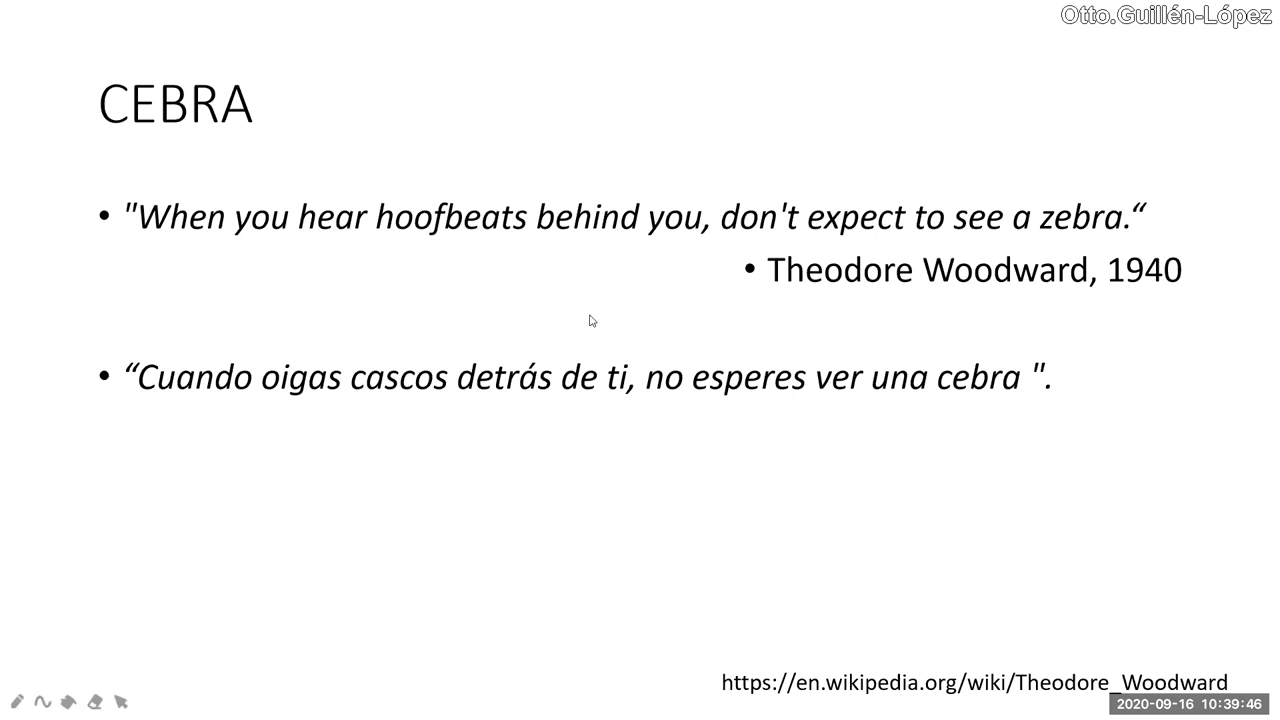 Otto.Guillén-López
CEBRA
• "When you hear hoofbeats behind you, don't expect to see a zebra.“
• Theodore Woodward, 1940
• “Cuando oigas cascos detrás de ti, no esperes ver una cebra ".
https://en.wikipedia.org/wiki/Theodore_Woodward
2020-09-16 10:39:46